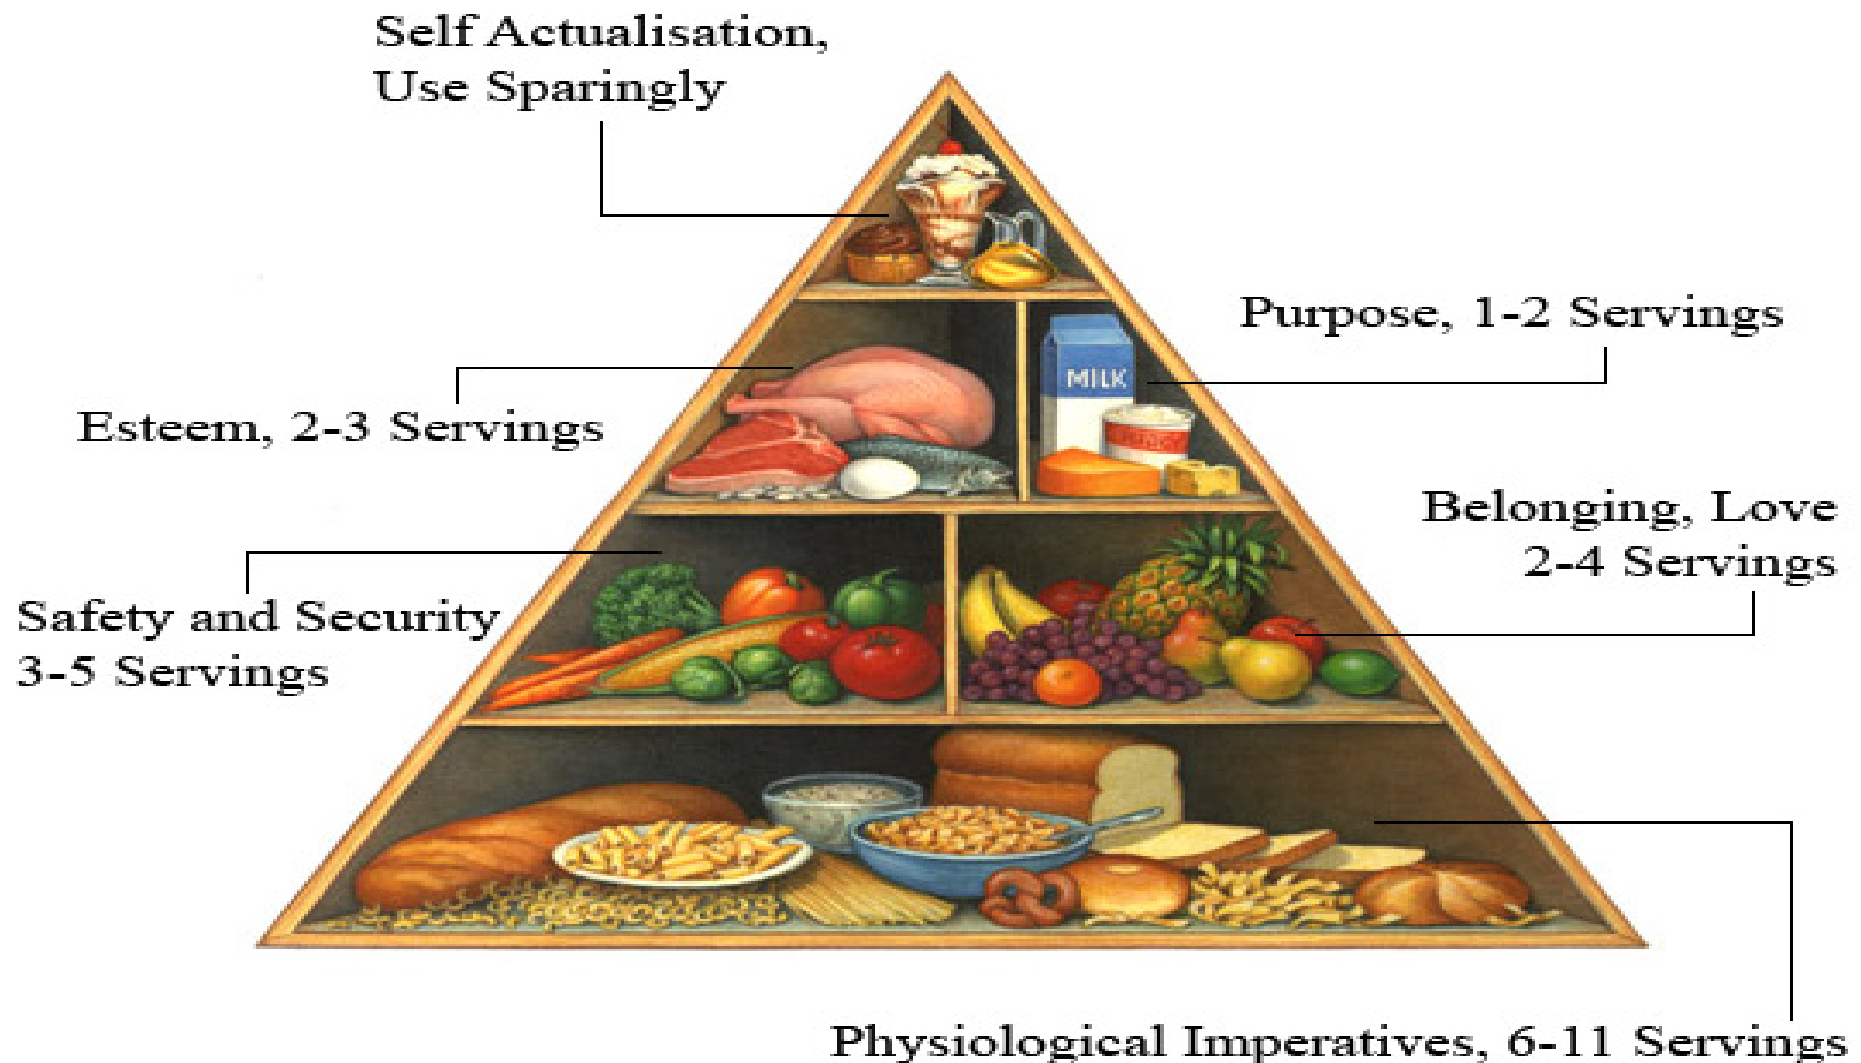 Self Actualisation,
Use Sparingly
Purpose, 1-2 Servings
MILK
Esteem, 2-3 Servings
Belonging, Love
2-4 Servings
Safety and Security
3-5 Servings
Physiological Imperatives, 6-11 Servings